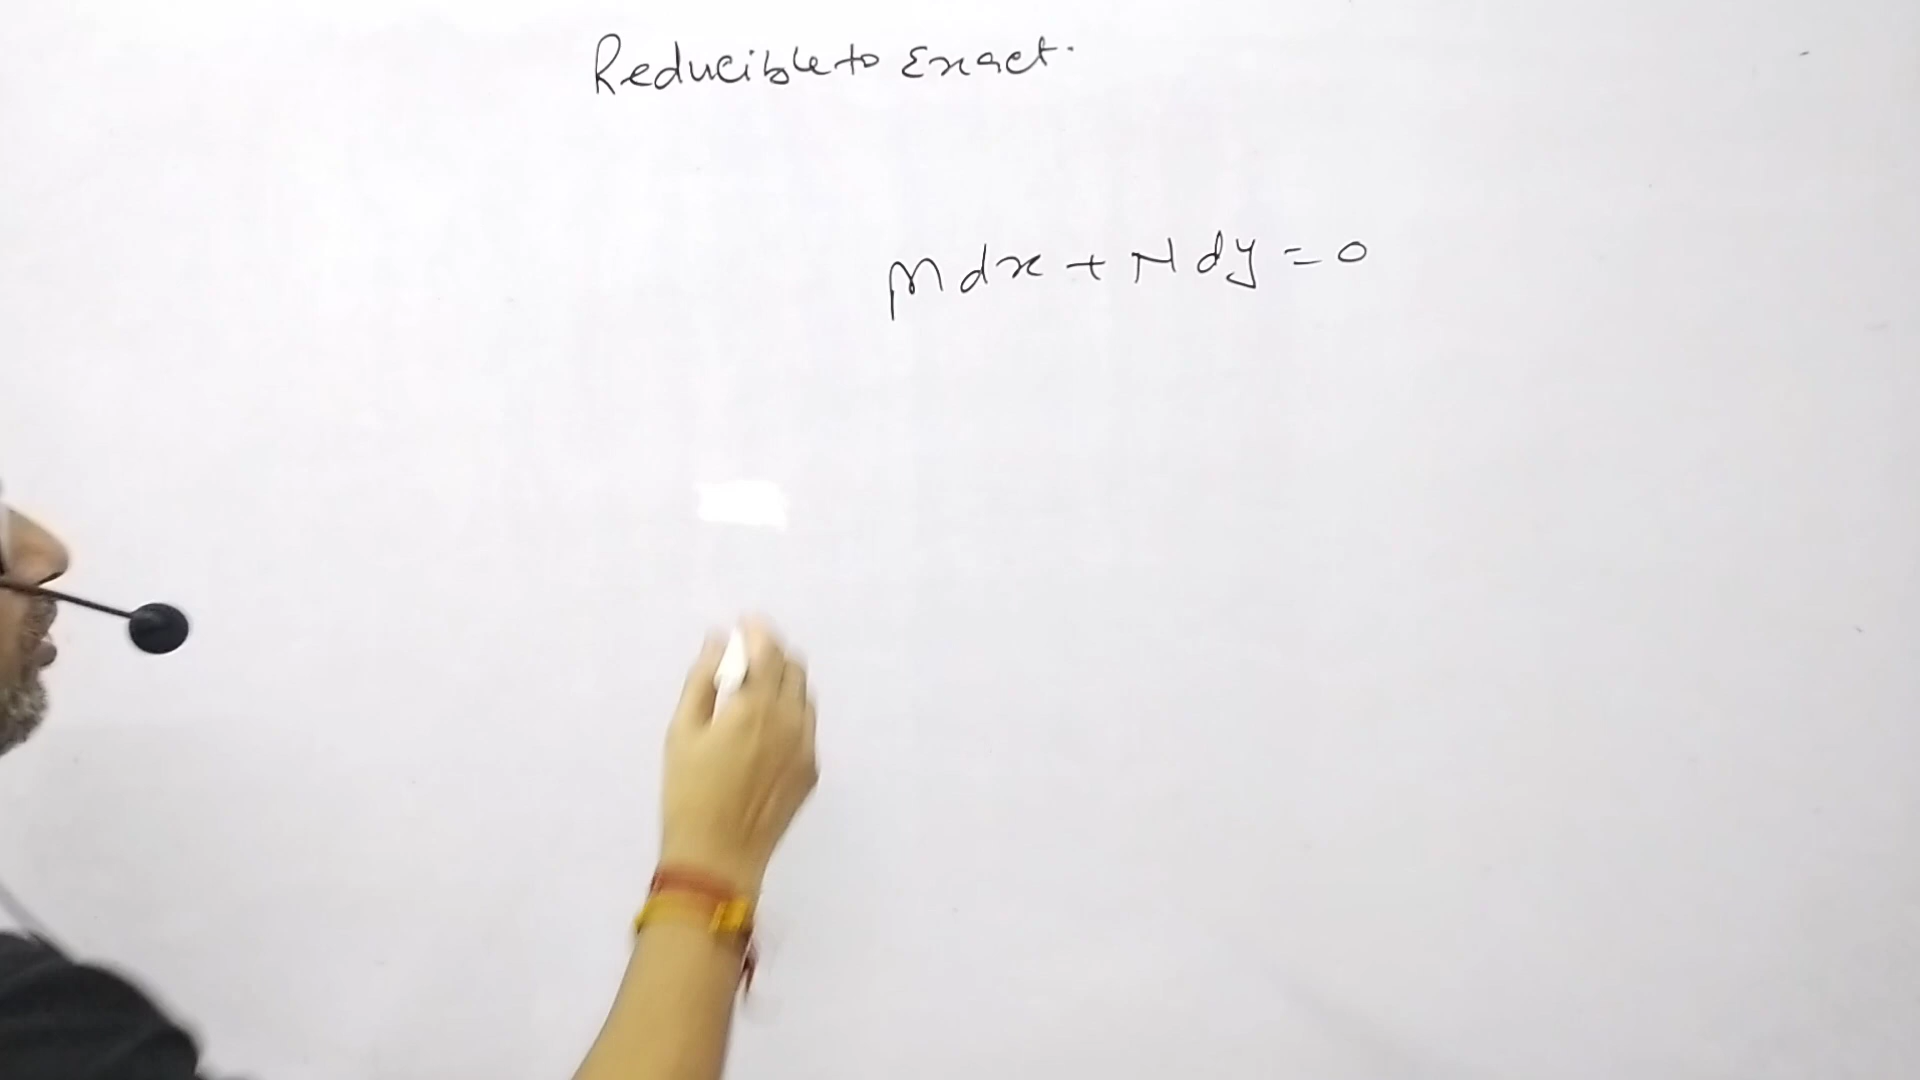 Reducible to Exact.
M dx + N dy = 0